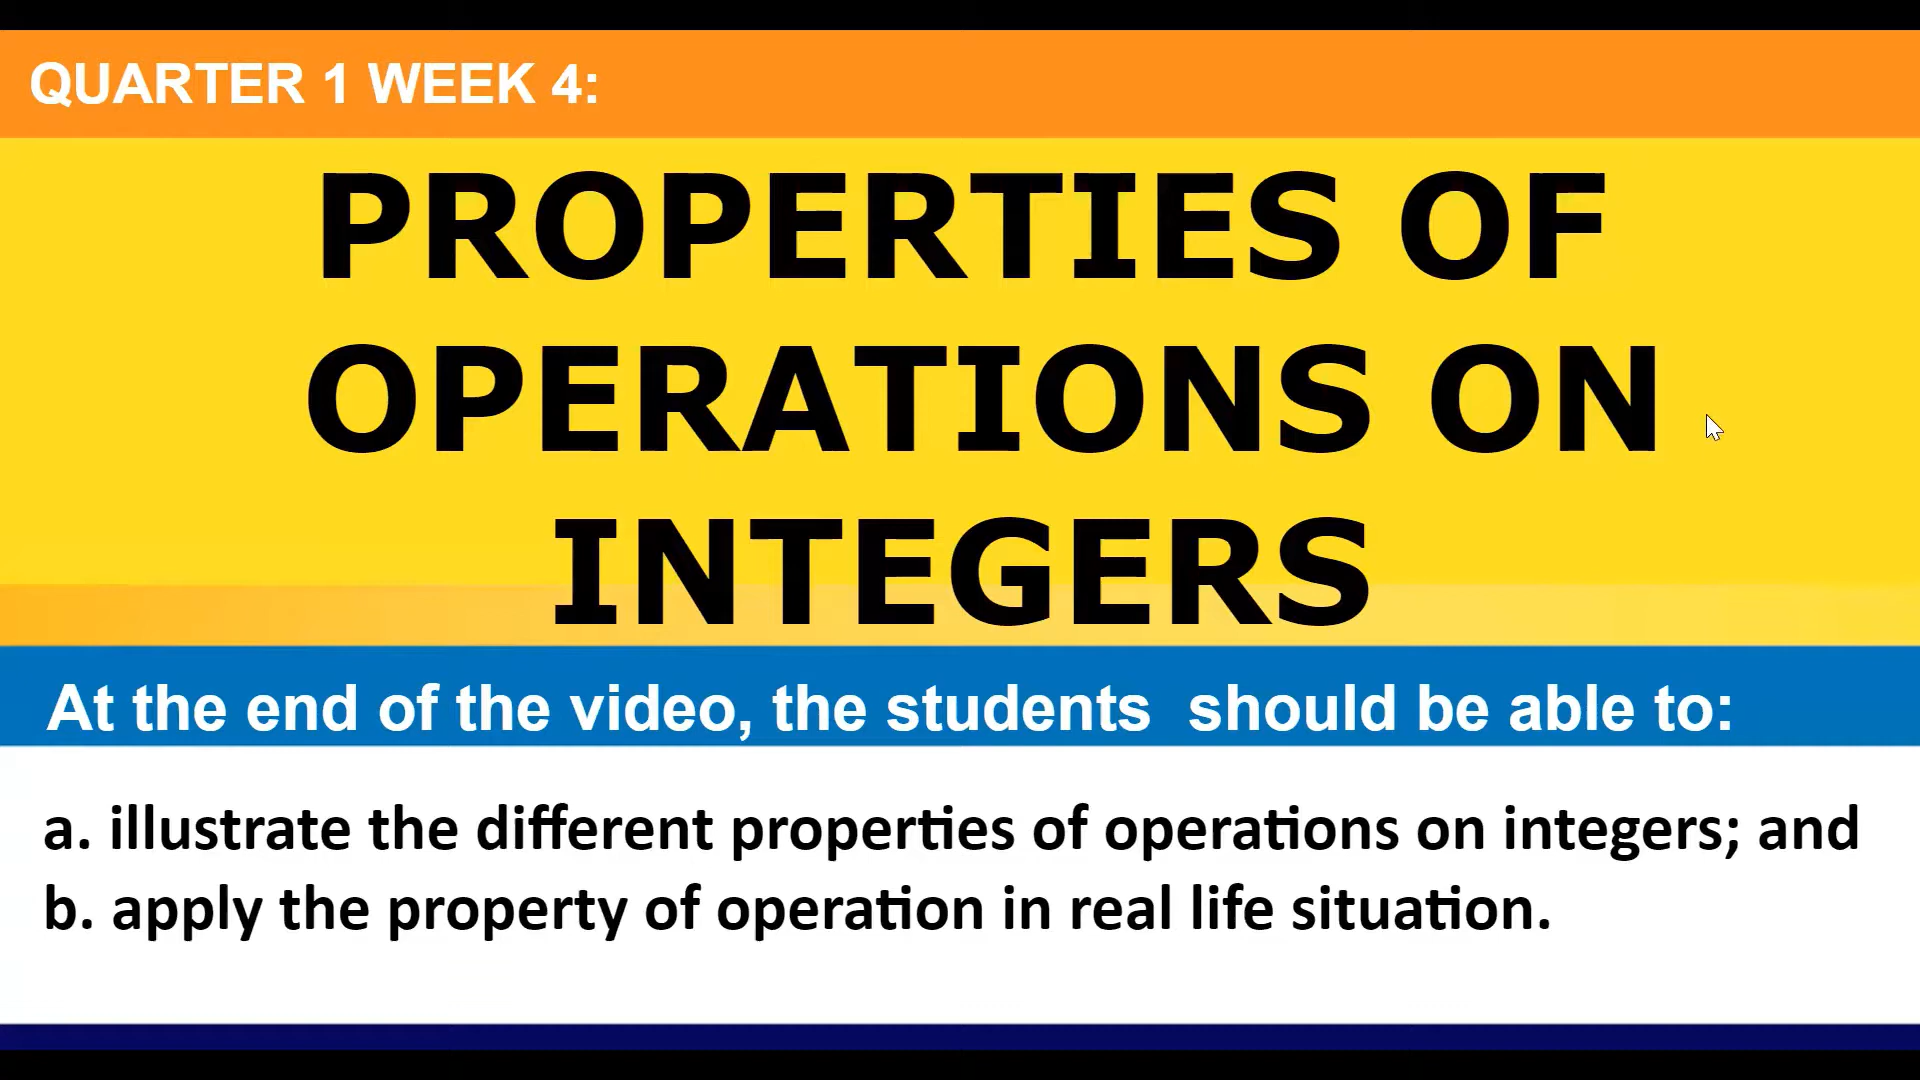 QUARTER 1 WEEK 4:
PROPERTIES OF
OPERATIONS ON
INTEGERS
At the end of the video, the students  should be able to:
a. illustrate the different properties of operations on integers; and
b. apply the property of operation in real life situation.